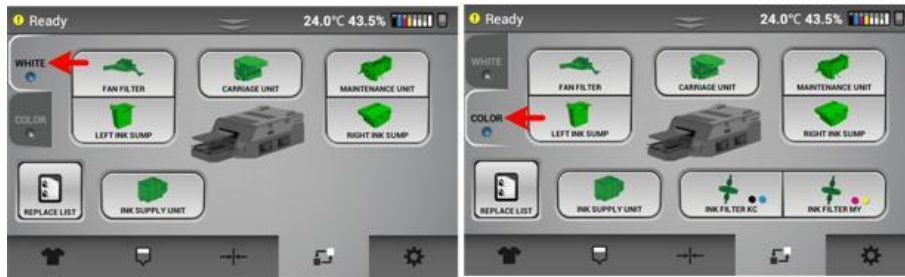 Ready
24.0°C 43.5%
WHITE
COLOR
FAN FILTER
CARRIAGE UNIT
MAINTENANCE UNIT
LEFT INK SUMP
RIGHT INK SUMP
REPLACE LIST
INK SUPPLY UNIT
Ready
24.0°C 43.5%
WHITE
COLOR
FAN FILTER
CARRIAGE UNIT
MAINTENANCE UNIT
LEFT INK SUMP
RIGHT INK SUMP
REPLACE LIST
INK SUPPLY UNIT
INK FILTER KC
INK FILTER MY